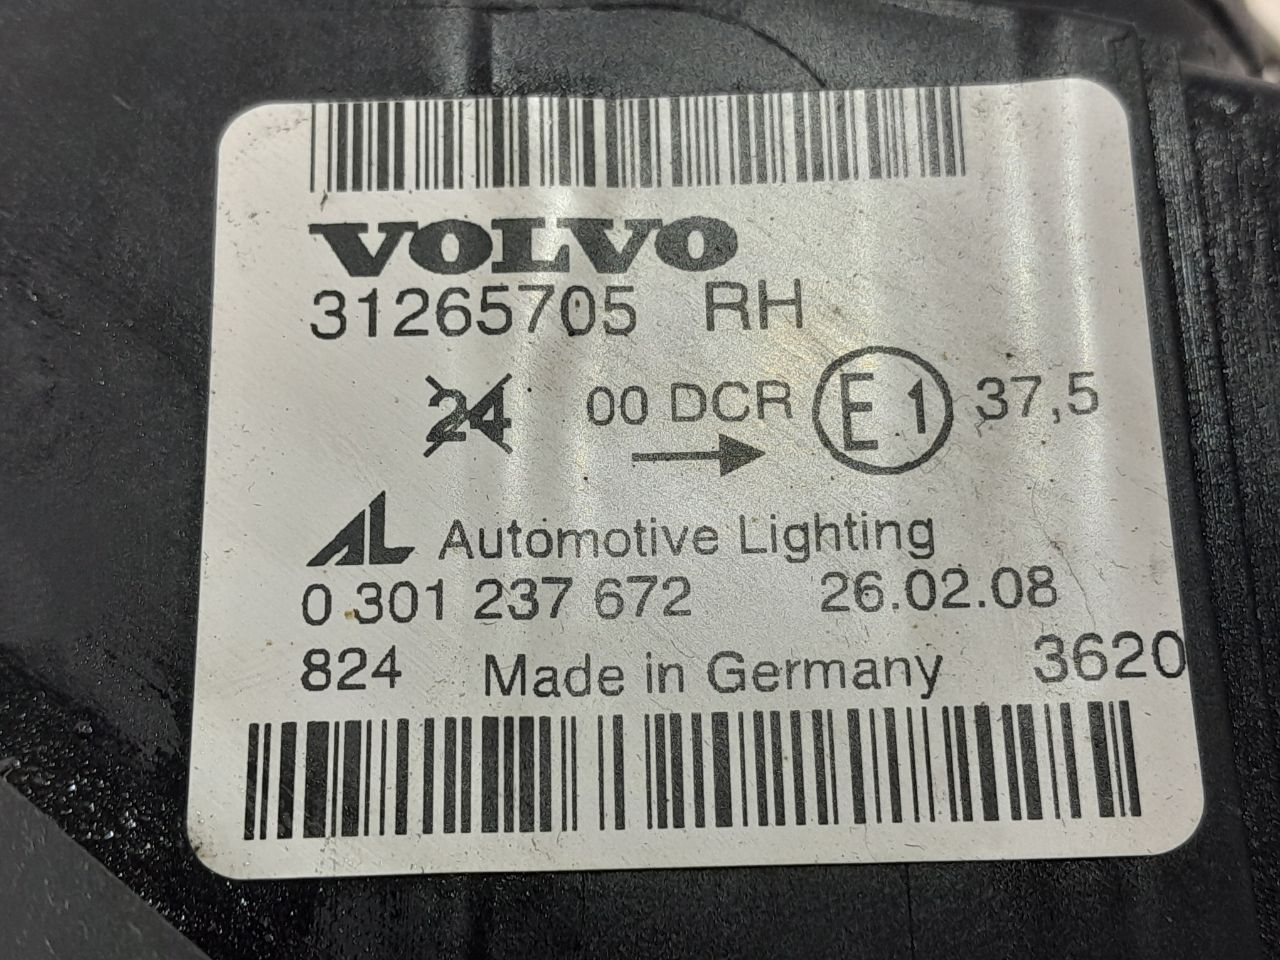 VOLVO
31265705 RH
24 00 DCR E1 37,5
AL Automotive Lighting
0 301 237 672 26.02.08
824 Made in Germany 3620